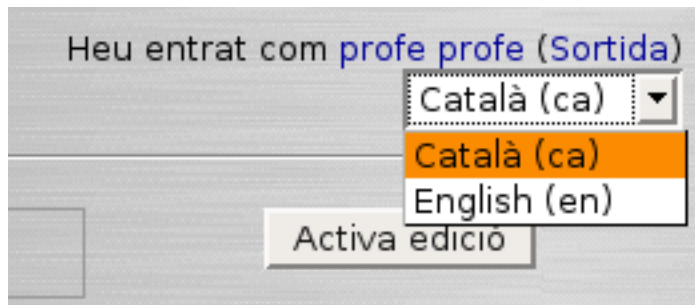 Heu entrat com profe profe (Sortida)
Català (ca)
Català (ca)
English (en)
Activa edició